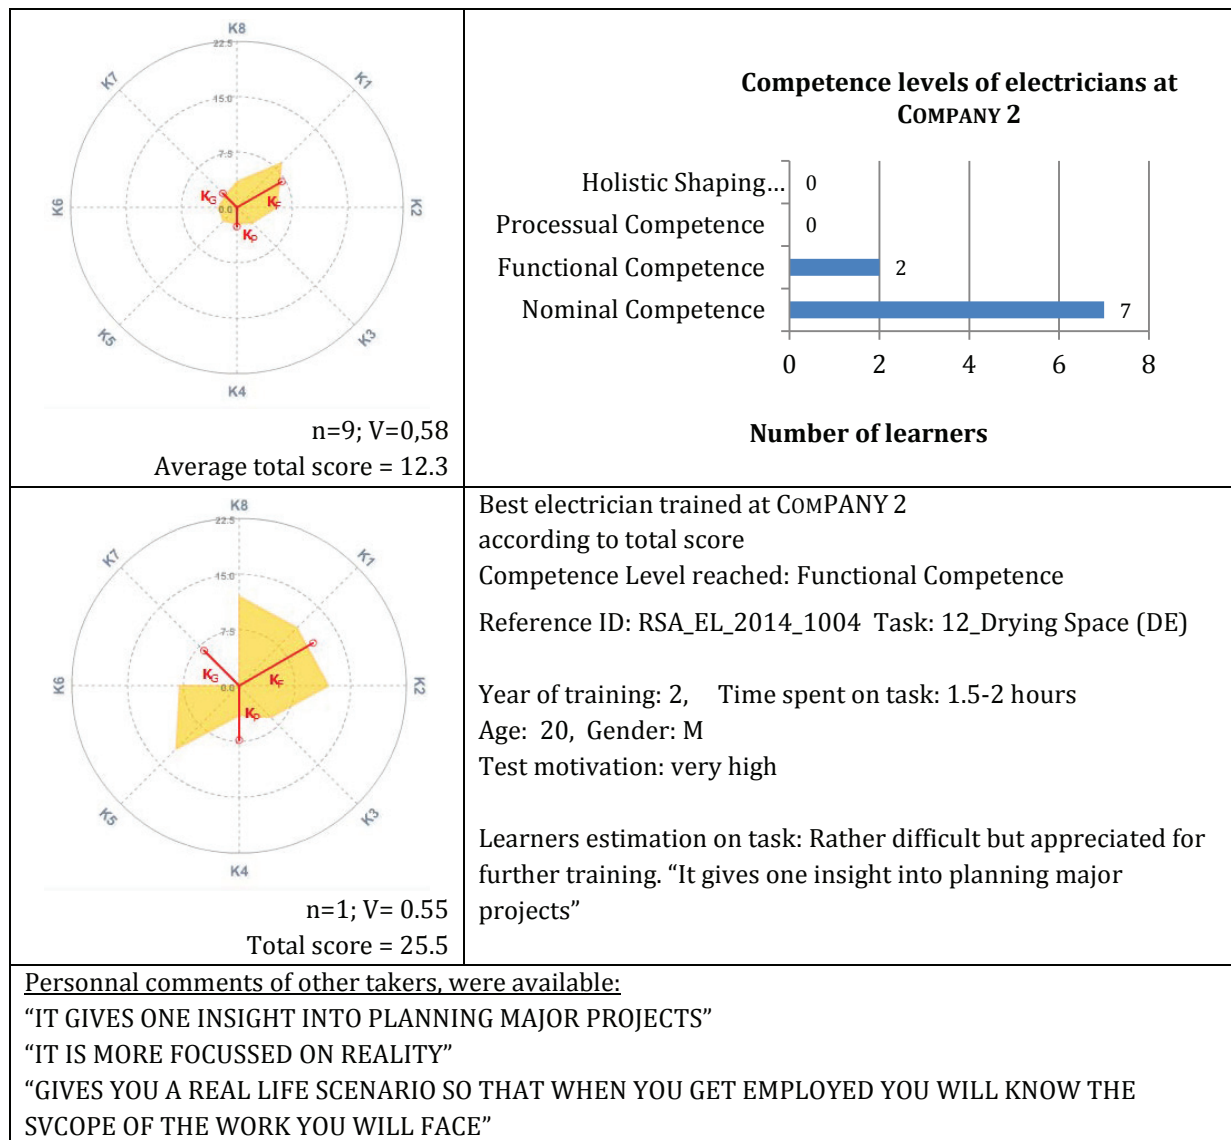 K8
22.5
K7
K1
15.0
7.5
KG
KF
K6
0.0
K2
KP
K5
K3
K4
n=9; V=0,58
Average total score = 12.3
Competence levels of electricians at
COMPANY 2
Holistic Shaping...
0
Processual Competence
0
Functional Competence
2
Nominal Competence
7
0 2 4 6 8
Number of learners
K8
22.5
K7
K1
15.0
7.5
KG
KF
K6
0.0
K2
KP
K5
K3
K4
n=1; V= 0.55
Total score = 25.5
Best electrician trained at COMPANY 2
according to total score
Competence Level reached: Functional Competence
Reference ID: RSA_EL_2014_1004 Task: 12_Drying Space (DE)
Year of training: 2, Time spent on task: 1.5-2 hours
Age: 20, Gender: M
Test motivation: very high
Learners estimation on task: Rather difficult but appreciated for
further training. “It gives one insight into planning major
projects”
Personnal comments of other takers, were available:
“IT GIVES ONE INSIGHT INTO PLANNING MAJOR PROJECTS”
“IT IS MORE FOCUSSED ON REALITY”
“GIVES YOU A REAL LIFE SCENARIO SO THAT WHEN YOU GET EMPLOYED YOU WILL KNOW THE
SVCOPE OF THE WORK YOU WILL FACE”